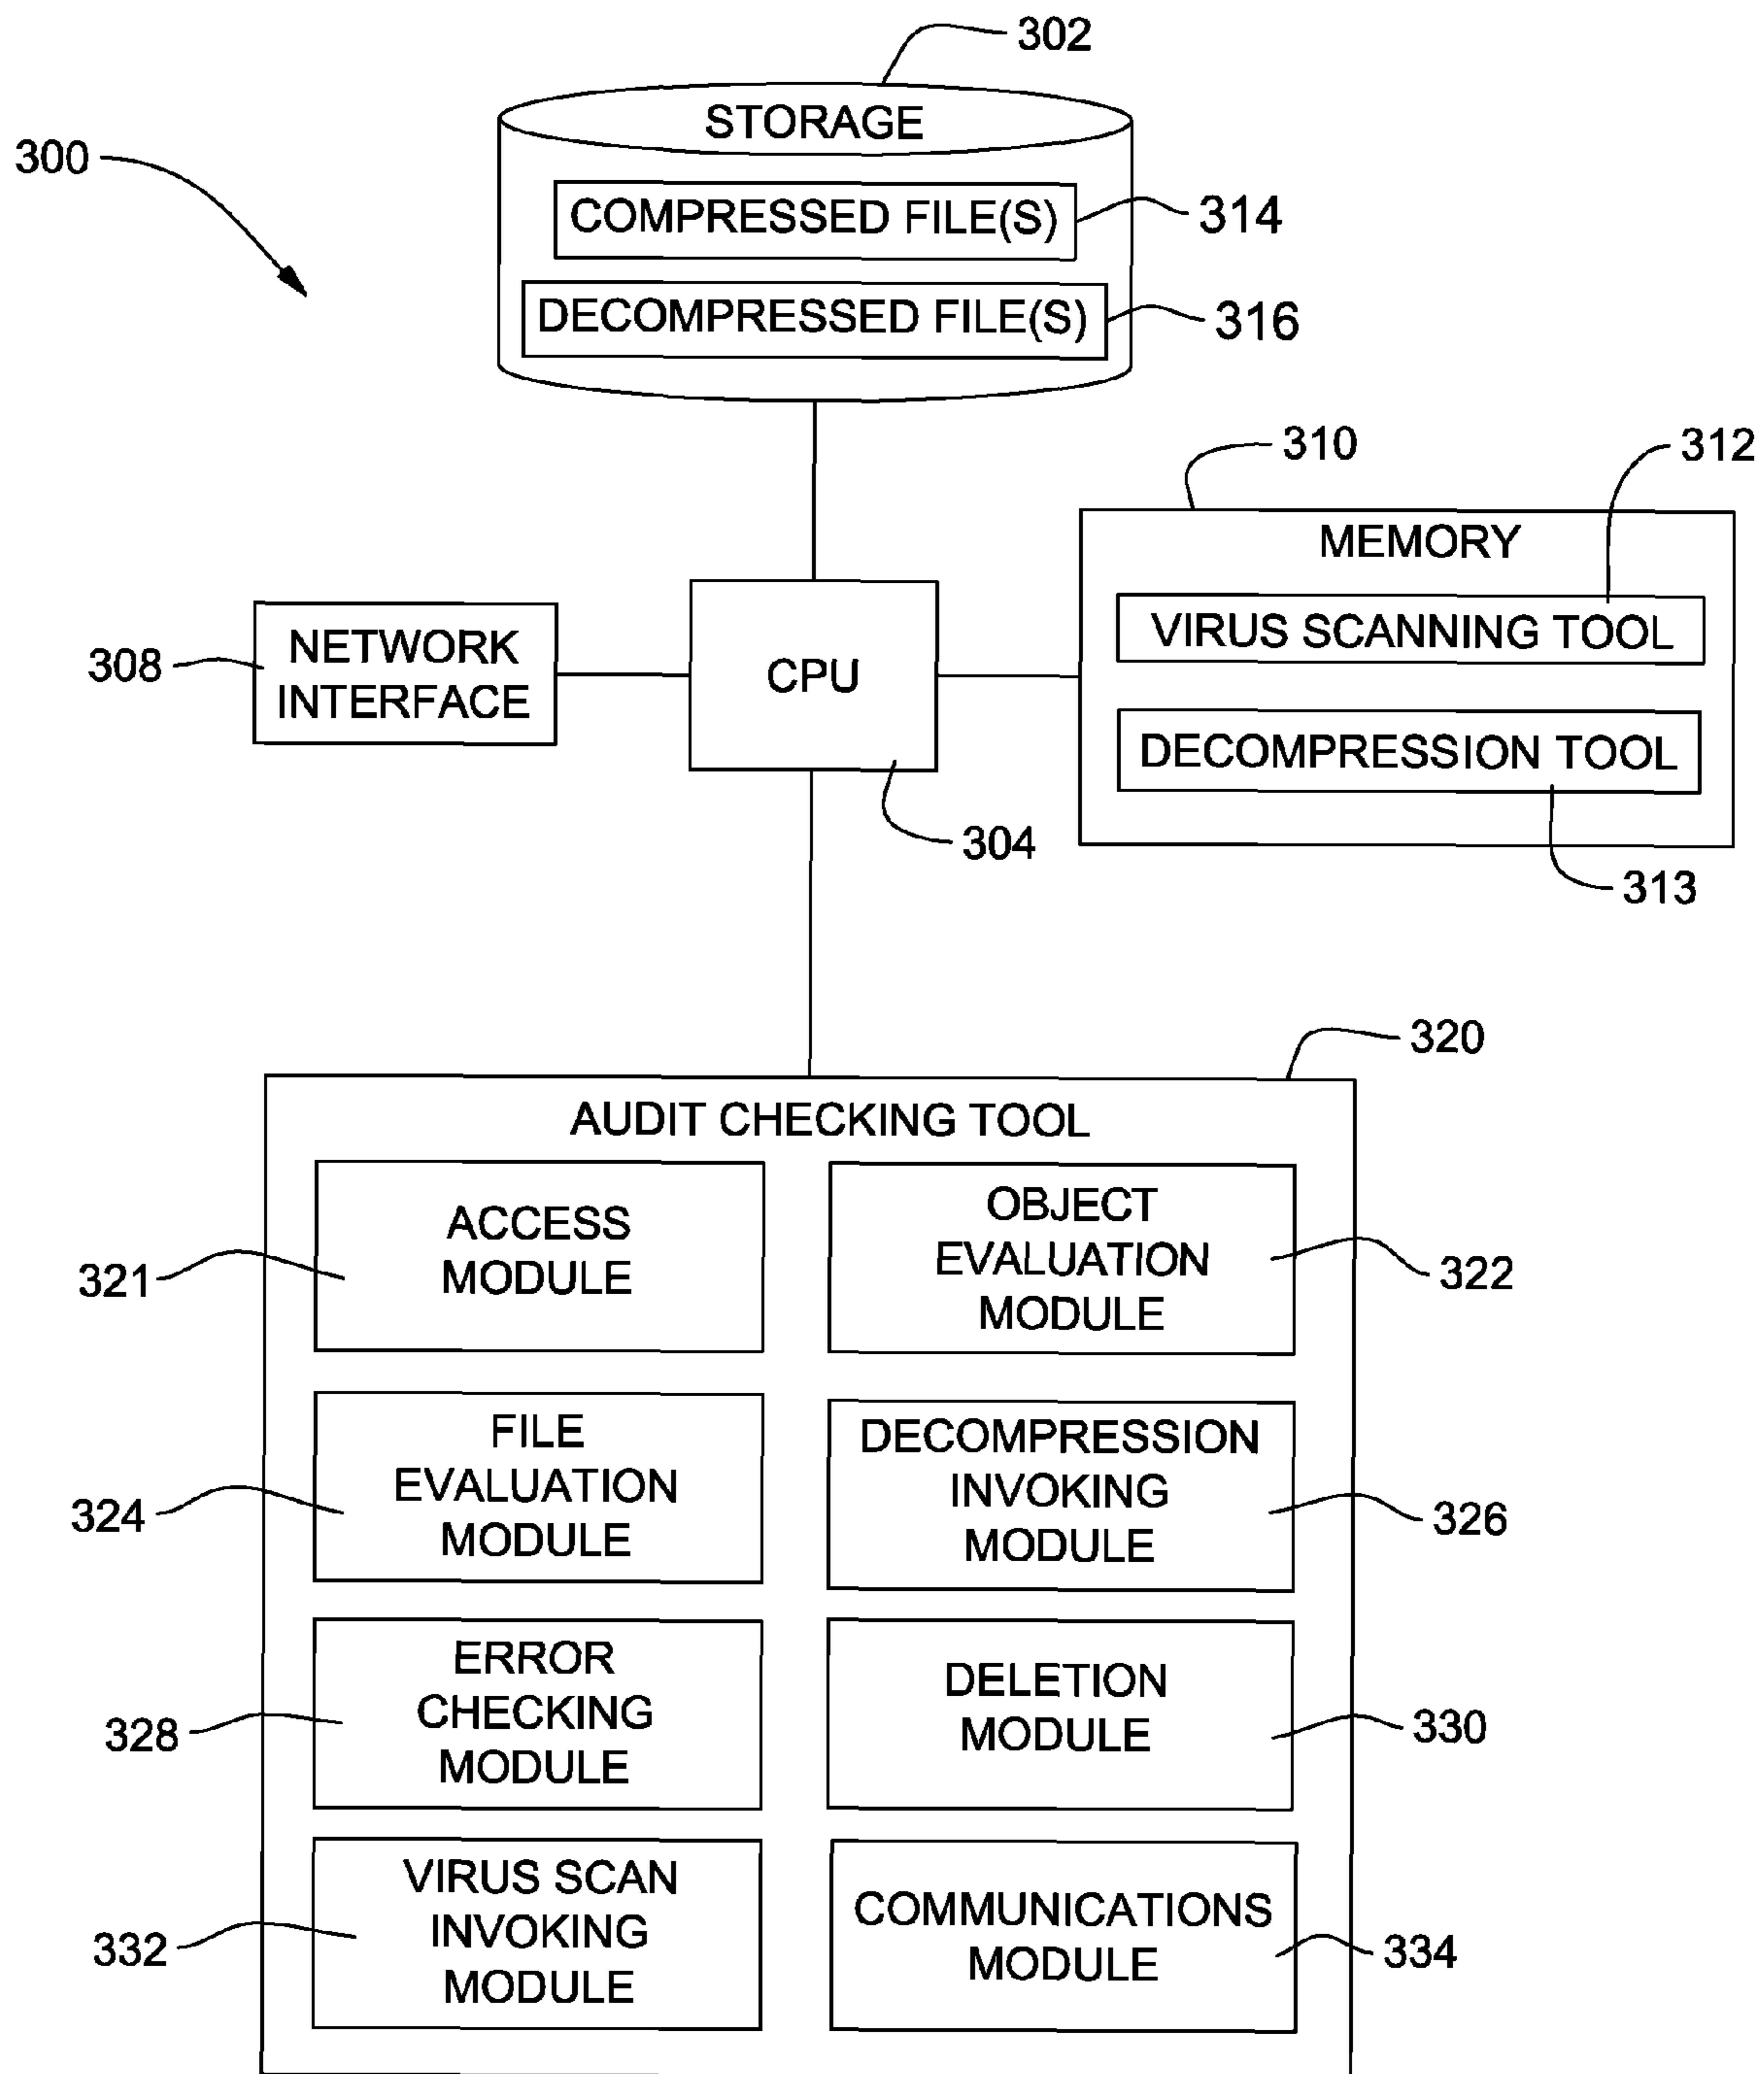 302
STORAGE
300
COMPRESSED FILE(S)
314
DECOMPRESSED FILE(S)
316
310
312
MEMORY
VIRUS SCANNING TOOL
NETWORK
INTERFACE
308
CPU
DECOMPRESSION TOOL
304
313
320
AUDIT CHECKING TOOL
ACCESS
MODULE
321
OBJECT
EVALUATION
MODULE
322
FILE
EVALUATION
MODULE
324
DECOMPRESSION
INVOKING
MODULE
326
ERROR
CHECKING
MODULE
328
DELETION
MODULE
330
VIRUS SCAN
INVOKING
MODULE
332
COMMUNICATIONS
MODULE
334